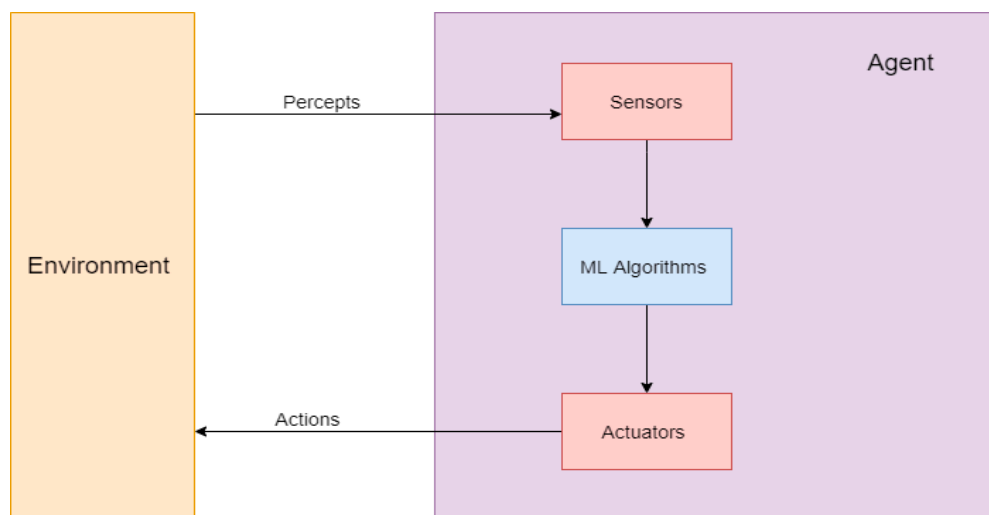 Agent
Percepts
Sensors
Environment
ML Algorithms
Actions
Actuators